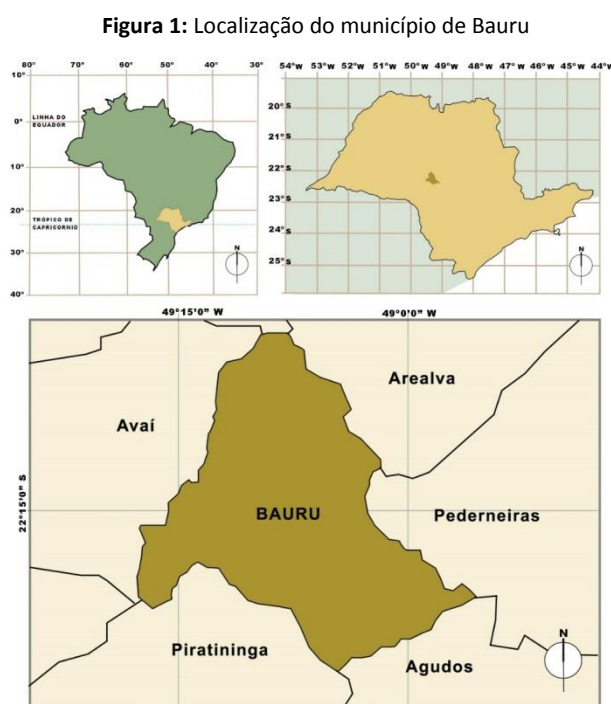 Figura 1: Localização do município de Bauru
80° 70° 60° 50° 40° 30°
10°
LINHA DO
EQUADOR
0°
10°
20°
TRÓPICO DE
CAPRICÓRNIO
30°
40°
N
54°W 53°W 52°W 51°W 50°W 49°W 48°W 47°W 46°W 45°W 44°W
20°S
21°S
22°S
23°S
24°S
25°S
N
49°15'0" W 49°0'0" W
22°15'0" S
Arealva
Avaí
BAURU
Pederneiras
Piratininga
Agudos
N